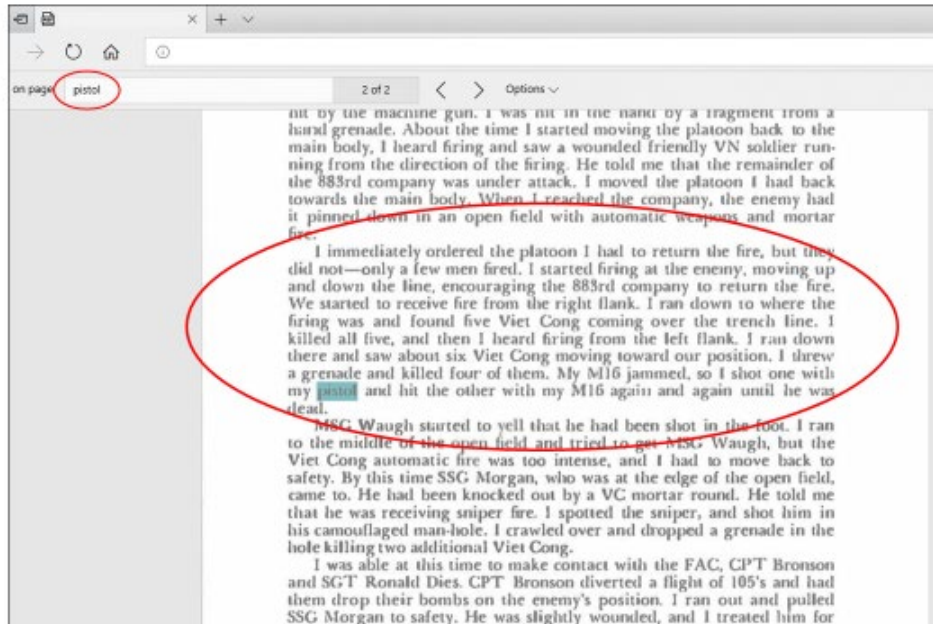 on page pistol 2 of 2 Options
hit by the machine gun. I was hit in the hand by a fragment from a
hand grenade. About the time I started moving the platoon back to the
main body, I heard firing and saw a wounded friendly VN soldier run-
ning from the direction of the firing. He told me that the remainder of
the 883rd company was under attack. I moved the platoon I had back
towards the main body. When I reached the company, the enemy had
it pinned down in an open field with automatic weapons and mortar
fire.
I immediately ordered the platoon I had to return the fire, but they
did not—only a few men fired. I started firing at the enemy, moving up
and down the line, encouraging the 883rd company to return the fire.
We started to receive fire from the right flank. I ran down to where the
firing was and found five Viet Cong coming over the trench line. I
killed all five, and then I heard firing from the left flank. I ran down
there and saw about six Viet Cong moving toward our position. I threw
a grenade and killed four of them. My M16 jammed, so I shot one with
my pistol and hit the other with my M16 again and again until he was
dead.
MSG Waugh started to yell that he had been shot in the foot. I ran
to the middle of the open field and tried to get MSG Waugh, but the
Viet Cong automatic fire was too intense, and I had to move back to
safety. By this time SSG Morgan, who was at the edge of the open field,
came to. He had been knocked out by a VC mortar round. He told me
that he was receiving sniper fire. I spotted the sniper, and shot him in
his camouflaged man-hole. I crawled over and dropped a grenade in the
hole killing two additional Viet Cong.
I was able at this time to make contact with the FAC, CPT Bronson
and SGT Ronald Dies. CPT Bronson diverted a flight of 105's and had
them drop their bombs on the enemy's position. I ran out and pulled
SSG Morgan to safety. He was slightly wounded, and I treated him for